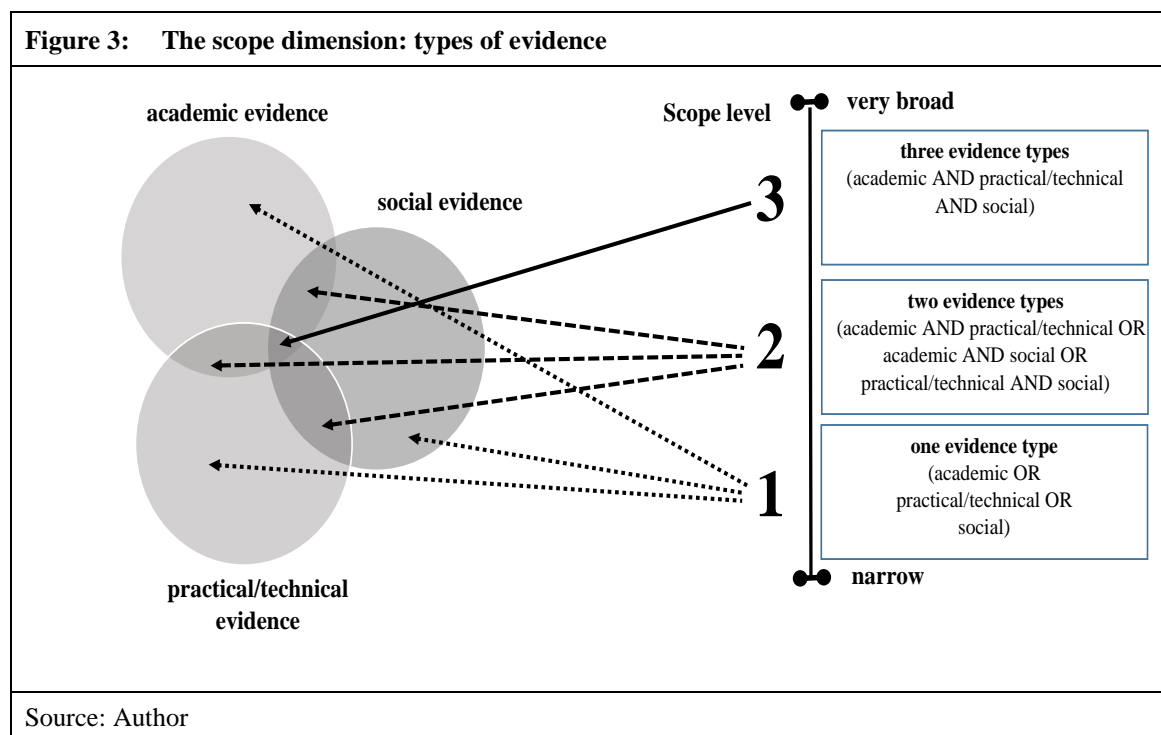 Figure 3: The scope dimension: types of evidence
academic evidence
social evidence
practical/technical
evidence
Scope level
very broad
3
three evidence types
(academic AND practical/technical
AND social)
2
two evidence types
(academic AND practical/technical OR
academic AND social OR
practical/technical AND social)
1
one evidence type
(academic OR
practical/technical OR
social)
narrow
Source: Author